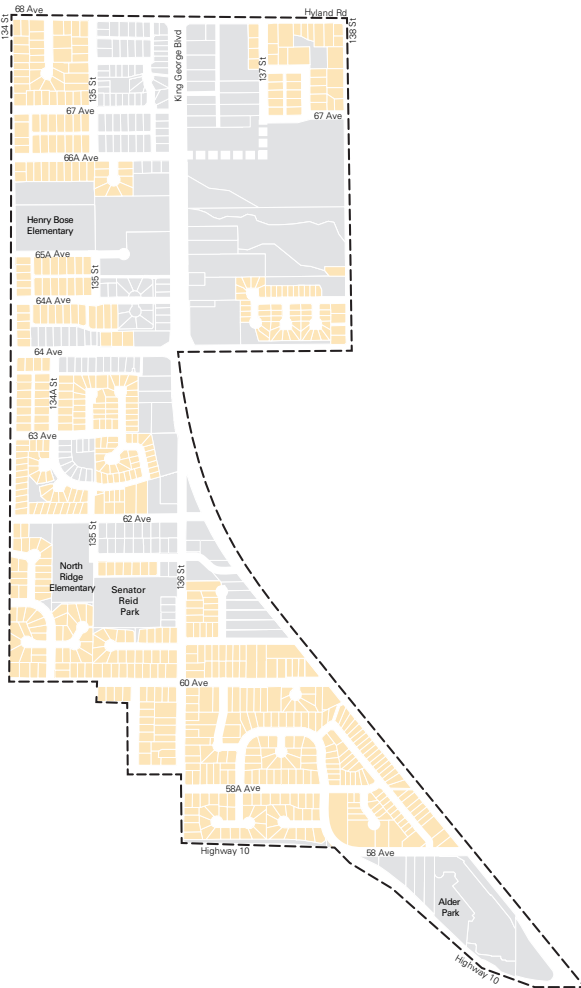 68 Ave
Hyland Rd
134 St
138 St
King George Blvd
137 St
135 St
67 Ave
67 Ave
66A Ave
Henry Bose
Elementary
65A Ave
135 St
64A Ave
64 Ave
134A St
63 Ave
62 Ave
135 St
North
Ridge
Elementary
Senator
Reid
Park
136 St
60 Ave
58A Ave
Highway 10
58 Ave
Alder
Park
Highway 10